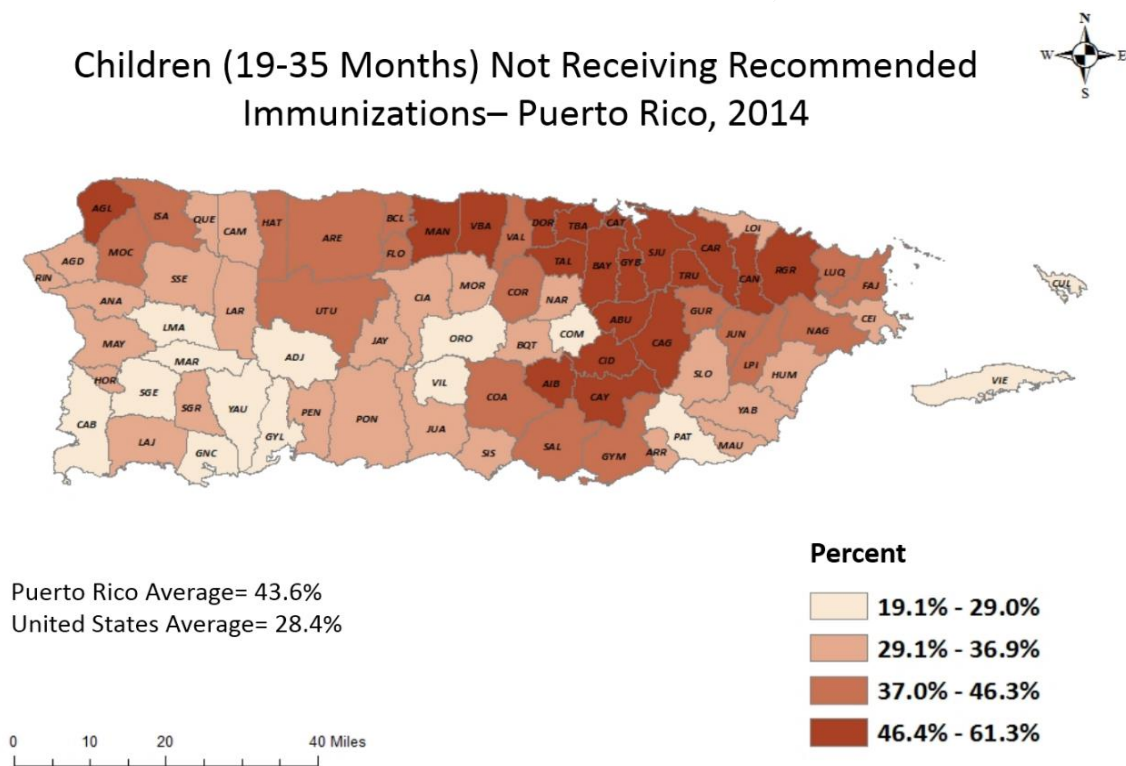 N
W E
S
Children (19-35 Months) Not Receiving Recommended
Immunizations– Puerto Rico, 2014
AGL
ISA
QUE
CAM
HAT
ARE
BCL
MAN
VBA
VAL
DOR
TBA
CAT
LOI
MOC
FLO
TAL
BAY
GYB
SJU
CAR
TRU
CAN
RGR
LUQ
FAJ
CUL
AGD
RIN
SSE
ANA
LAR
UTU
CIA
MOR
COR
NAR
ABU
GUR
JUN
NAG
CEI
LMA
MAY
MAR
ADJ
JAY
ORO
BQT
COM
CID
CAG
LPI
HUM
SLO
HOR
SGE
CAB
SGR
YAU
GYL
PEN
PON
VIL
COA
AIB
CAY
YAB
VIE
LAJ
GNC
JUA
SIS
SAL
GYM
ARR
PAT
MAU
Puerto Rico Average= 43.6%
United States Average= 28.4%
Percent
19.1% - 29.0%
29.1% - 36.9%
37.0% - 46.3%
46.4% - 61.3%
0 10 20 40 Miles